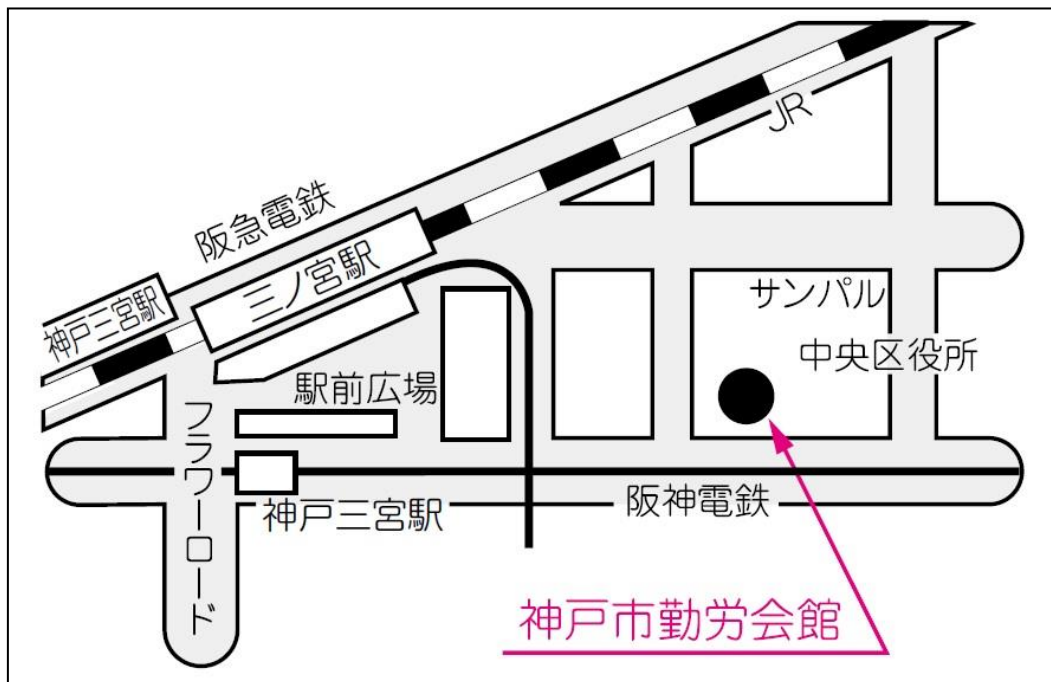 JR
阪急電鉄
三ノ宮駅
神戸三宮駅
サンパル
中央区役所
駅前広場
フラワーロード
神戸三宮駅
阪神電鉄
神戸市勤労会館